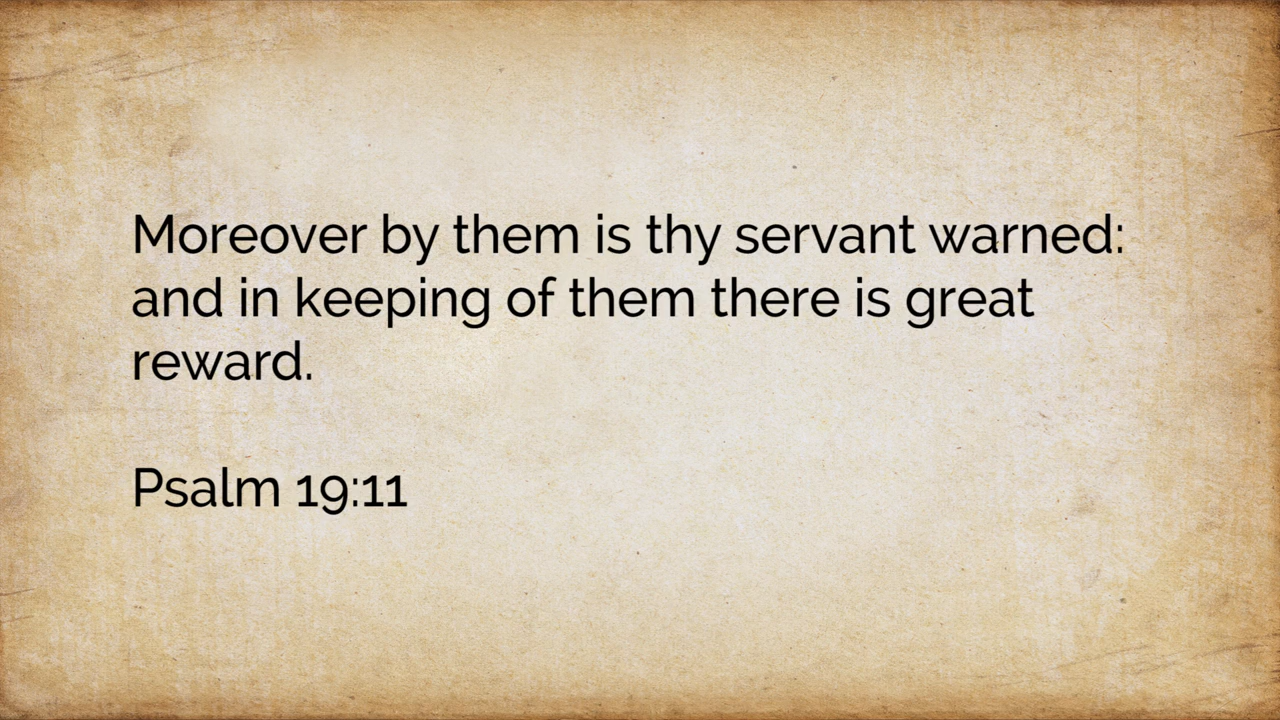 Moreover by them is thy servant warned:
and in keeping of them there is great
reward.
Psalm 19:11